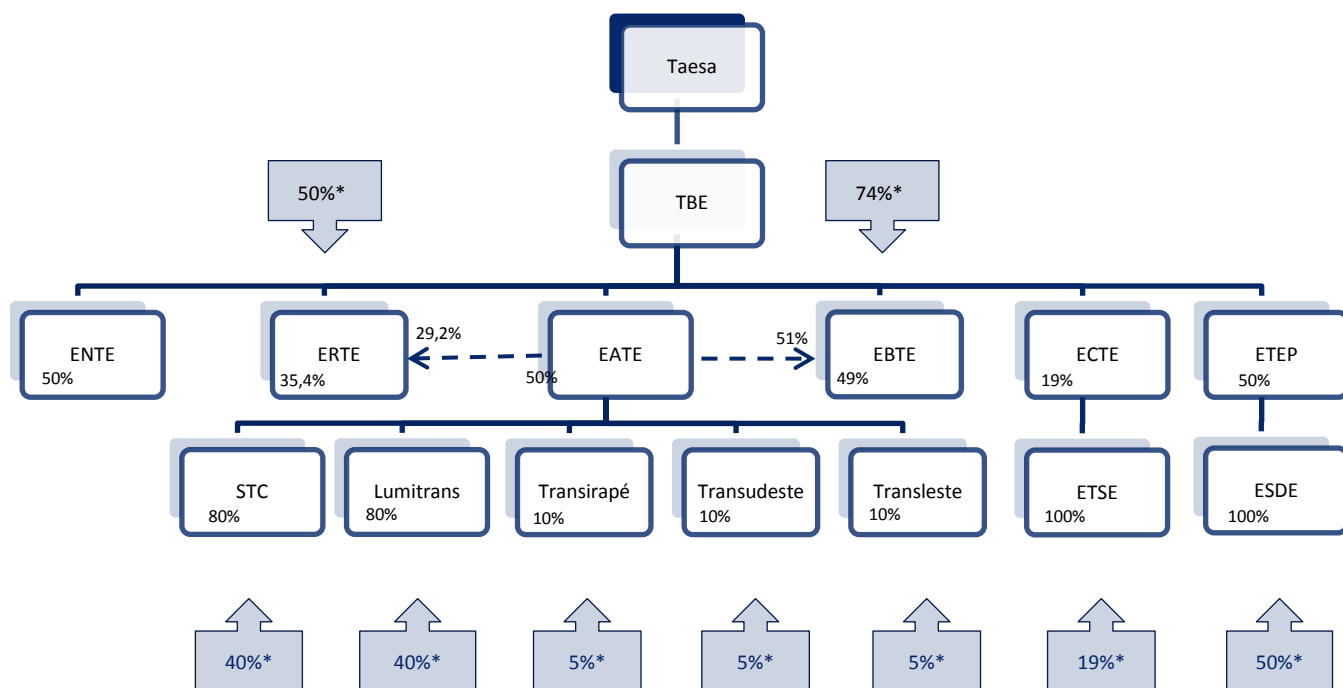 Taesa
50%*
TBE
74%*
ENTE
50%
ERTE
35,4%
29,2%
EATE
50%
51%
EBTE
49%
ECTE
19%
ETEP
50%
STC
80%
Lumitrans
80%
Transirapé
10%
Transudeste
10%
Transleste
10%
ETSE
100%
ESDE
100%
40%*
40%*
5%*
5%*
5%*
19%*
50%*